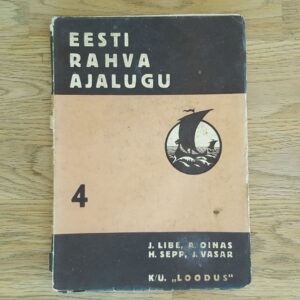 EESTI
RAHVA
AJALUGU
4
J. LIBE, A. OINAS
H. SEPP, J. VASAR
K/Ü. „LOODUS"